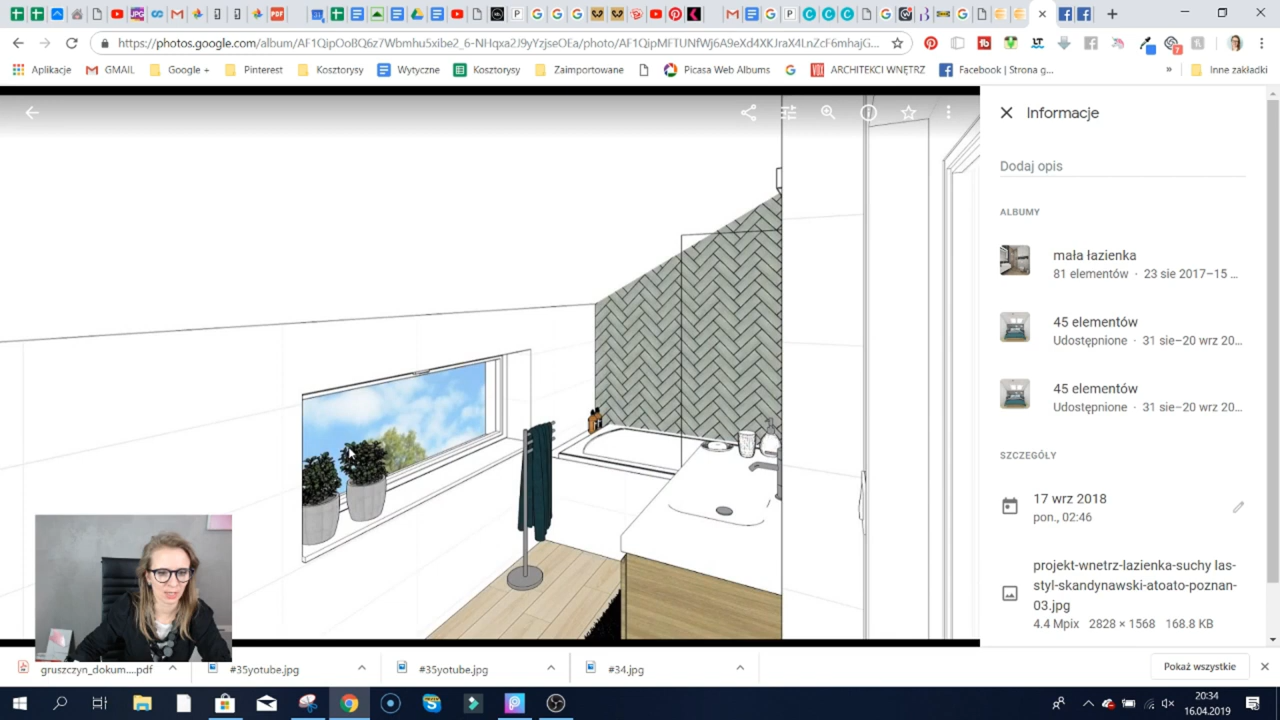 https://photos.google.com/album/AF1QipOoBQ6z7Wbmhu5xibe2_6-NHqxa2J9yYzjseOEa/photo/AF1QipMFTUNfWj6A9eXd4XKJraX4LnZcF6mhajG...
Aplikacje
GMAIL
Google +
Pinterest
Kosztorysy
Wytyczne
Kosztorysy
Zaimportowane
Picasa Web Albums
ARCHITEKCI WNĘTRZ
Facebook | Strona g...
»
Inne zakładki
Informacje
Dodaj opis
ALBUMY
mała łazienka
81 elementów · 23 sie 2017–15 ...
45 elementów
Udostępnione · 31 sie–20 wrz 20...
45 elementów
Udostępnione · 31 sie–20 wrz 20...
SZCZEGÓŁY
17 wrz 2018
pon., 02:46
projekt-wnetrz-lazienka-suchy las-
styl-skandynawski-atoato-poznan-
03.jpg
4.4 Mpix 2828 × 1568 168.8 KB
gruszczyn_dokum....pdf
#35yotube.jpg
#35yotube.jpg
#34.jpg
Pokaż wszystkie
20:34
16.04.2019